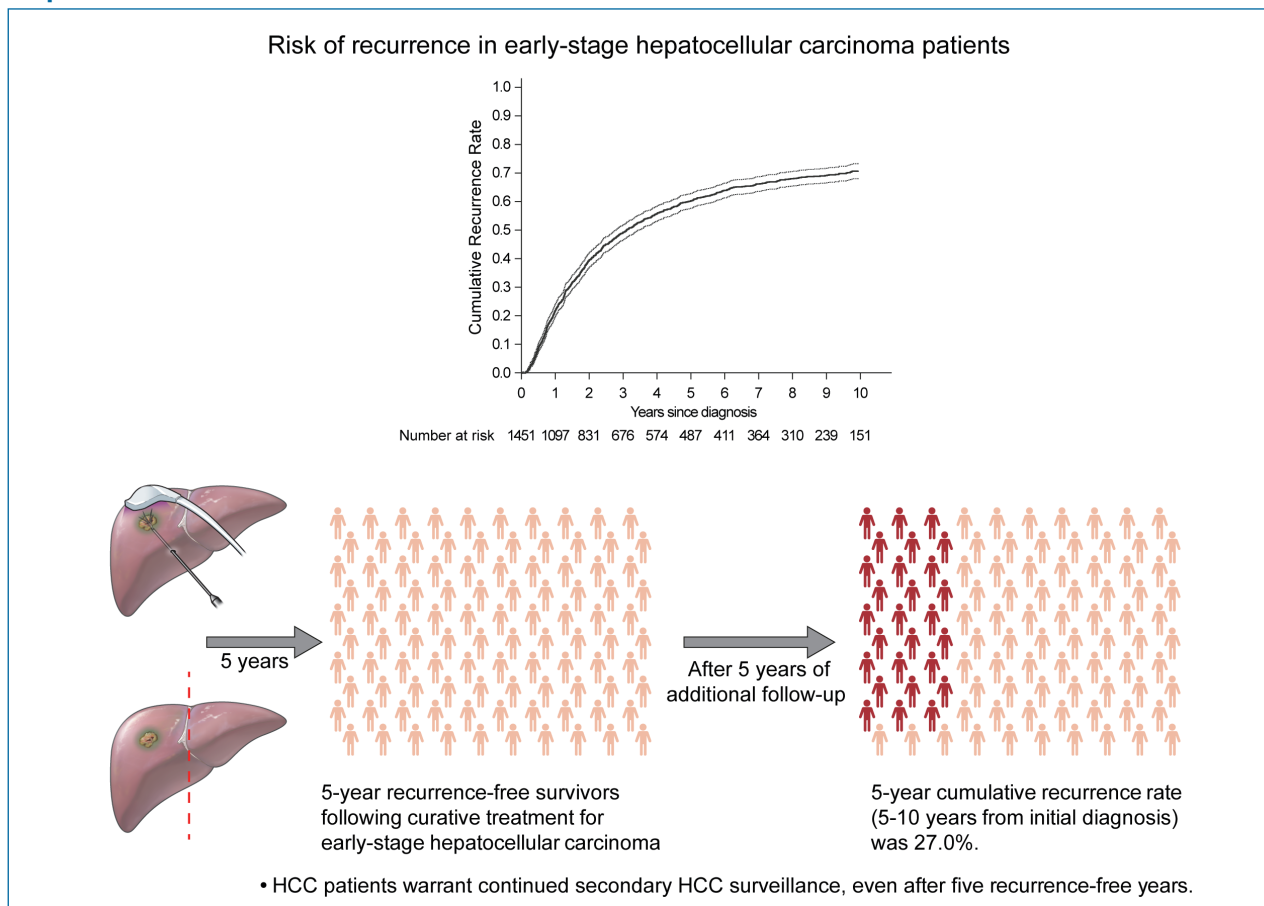 Risk of recurrence in early-stage hepatocellular carcinoma patients
Cumulative Recurrence Rate
1.0
0.9
0.8
0.7
0.6
0.5
0.4
0.3
0.2
0.1
0.0
0 1 2 3 4 5 6 7 8 9 10
Years since diagnosis
Number at risk 1451 1097 831 676 574 487 411 364 310 239 151
5 years
After 5 years of
additional follow-up
5-year recurrence-free survivors
following curative treatment for
early-stage hepatocellular carcinoma
5-year cumulative recurrence rate
(5-10 years from initial diagnosis)
was 27.0%.
• HCC patients warrant continued secondary HCC surveillance, even after five recurrence-free years.